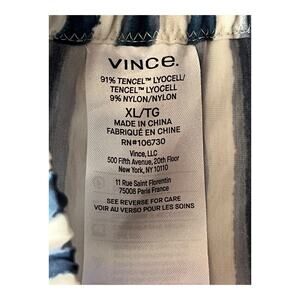 VINCE.
91% TENCEL™ LYOCELL/
TENCEL™ LYOCELL
9% NYLON/NYLON
XL/TG
MADE IN CHINA
FABRIQUÉ EN CHINE
RN#106730
Vince, LLC
500 Fifth Avenue, 20th Floor
New York, NY 10110
11 Rue Saint Florentin
75008 Paris France
SEE REVERSE FOR CARE
VOIR AU VERSO POUR LES SOINS